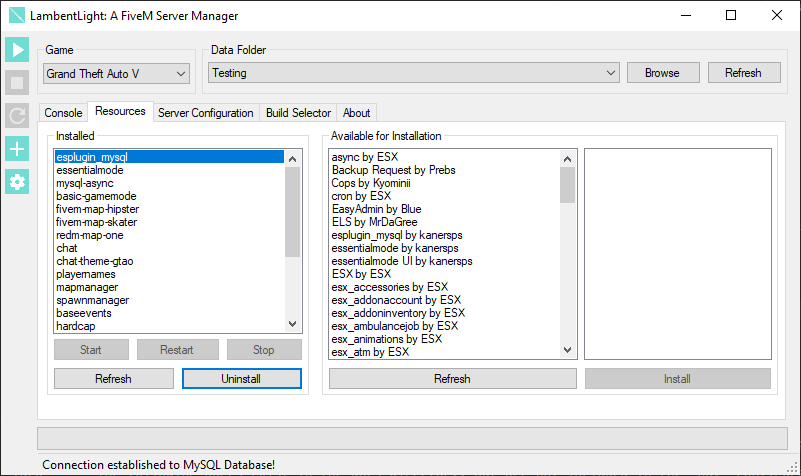 LambentLight: A FiveM Server Manager
Game
Data Folder
Grand Theft Auto V
Testing
Browse
Refresh
Console
Resources
Server Configuration
Build Selector
About
Installed
Available for Installation
esplugin_mysql
essentialmode
mysql-async
basic-gamemode
fivem-map-hipster
fivem-map-skater
redm-map-one
chat
chat-theme-gtao
playernames
mapmanager
spawnmanager
baseevents
hardcap
Start
Restart
Stop
Refresh
Uninstall
async by ESX
Backup Request by Prebs
Cops by Kyominii
cron by ESX
EasyAdmin by Blue
ELS by MrDaGree
esplugin_mysql by kanersps
essentialmode by kanersps
essentialmode UI by kanersps
ESX by ESX
esx_accessories by ESX
esx_addonaccount by ESX
esx_addoninventory by ESX
esx_ambulancejob by ESX
esx_animations by ESX
esx_atm by ESX
Refresh
Install
Connection established to MySQL Database!